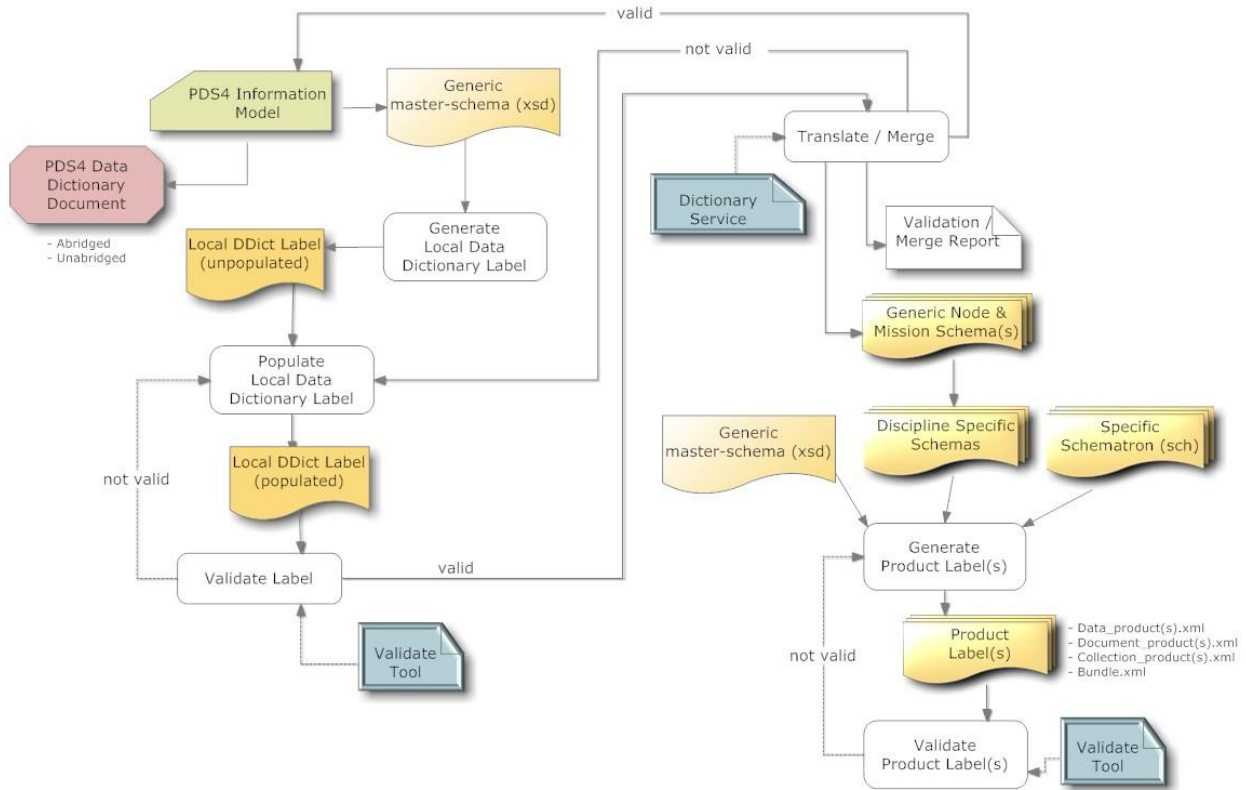 valid
not valid
PDS4 Information
Model
Generic
master-schema (xsd)
Translate / Merge
PDS4 Data
Dictionary
Document
- Abridged
- Unabridged
Dictionary
Service
Validation /
Merge Report
Generate
Local Data
Dictionary Label
Local DDict Label
(unpopulated)
Generic Node &
Mission Schema(s)
Populate
Local Data
Dictionary Label
Generic
master-schema (xsd)
Discipline Specific
Schemas
Specific
Schematron (sch)
Local DDict Label
(populated)
not valid
Validate Label
valid
Generate
Product Label(s)
Validate
Tool
not valid
Product
Label(s)
- Data_product(s).xml
- Document_product(s).xml
- Collection_product(s).xml
- Bundle.xml
Validate
Product Label(s)
Validate
Tool